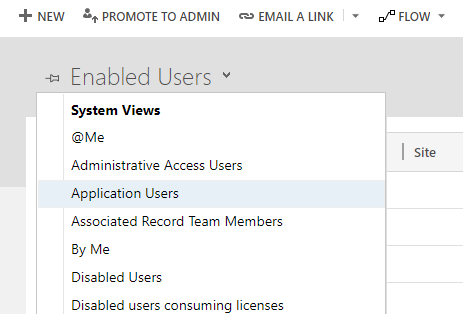 NEW PROMOTE TO ADMIN EMAIL A LINK FLOW
Enabled Users
System Views
@Me
Administrative Access Users
Site
Application Users
Associated Record Team Members
By Me
Disabled Users
Disabled users consuming licenses